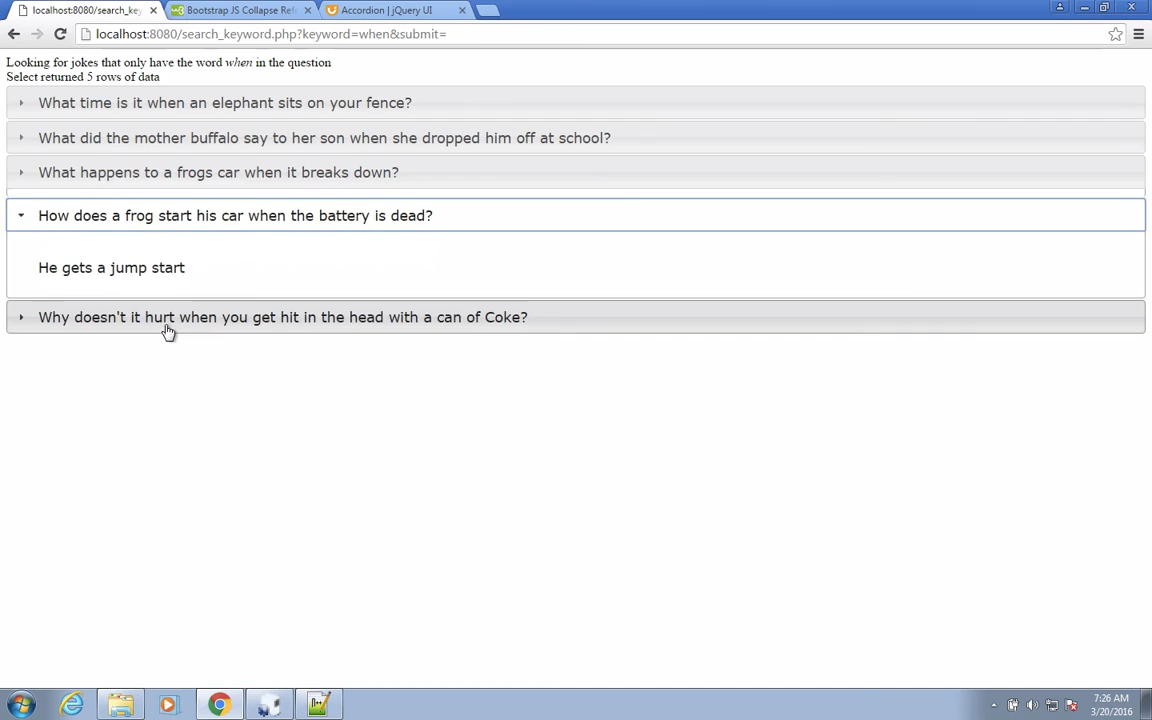 localhost:8080/search_key
Bootstrap JS Collapse Refe
Accordion | jQuery UI
localhost:8080/search_keyword.php?keyword=when&submit=
Looking for jokes that only have the word when in the question
Select returned 5 rows of data
What time is it when an elephant sits on your fence?
What did the mother buffalo say to her son when she dropped him off at school?
What happens to a frogs car when it breaks down?
How does a frog start his car when the battery is dead?
He gets a jump start
Why doesn't it hurt when you get hit in the head with a can of Coke?
7:26 AM
3/20/2016